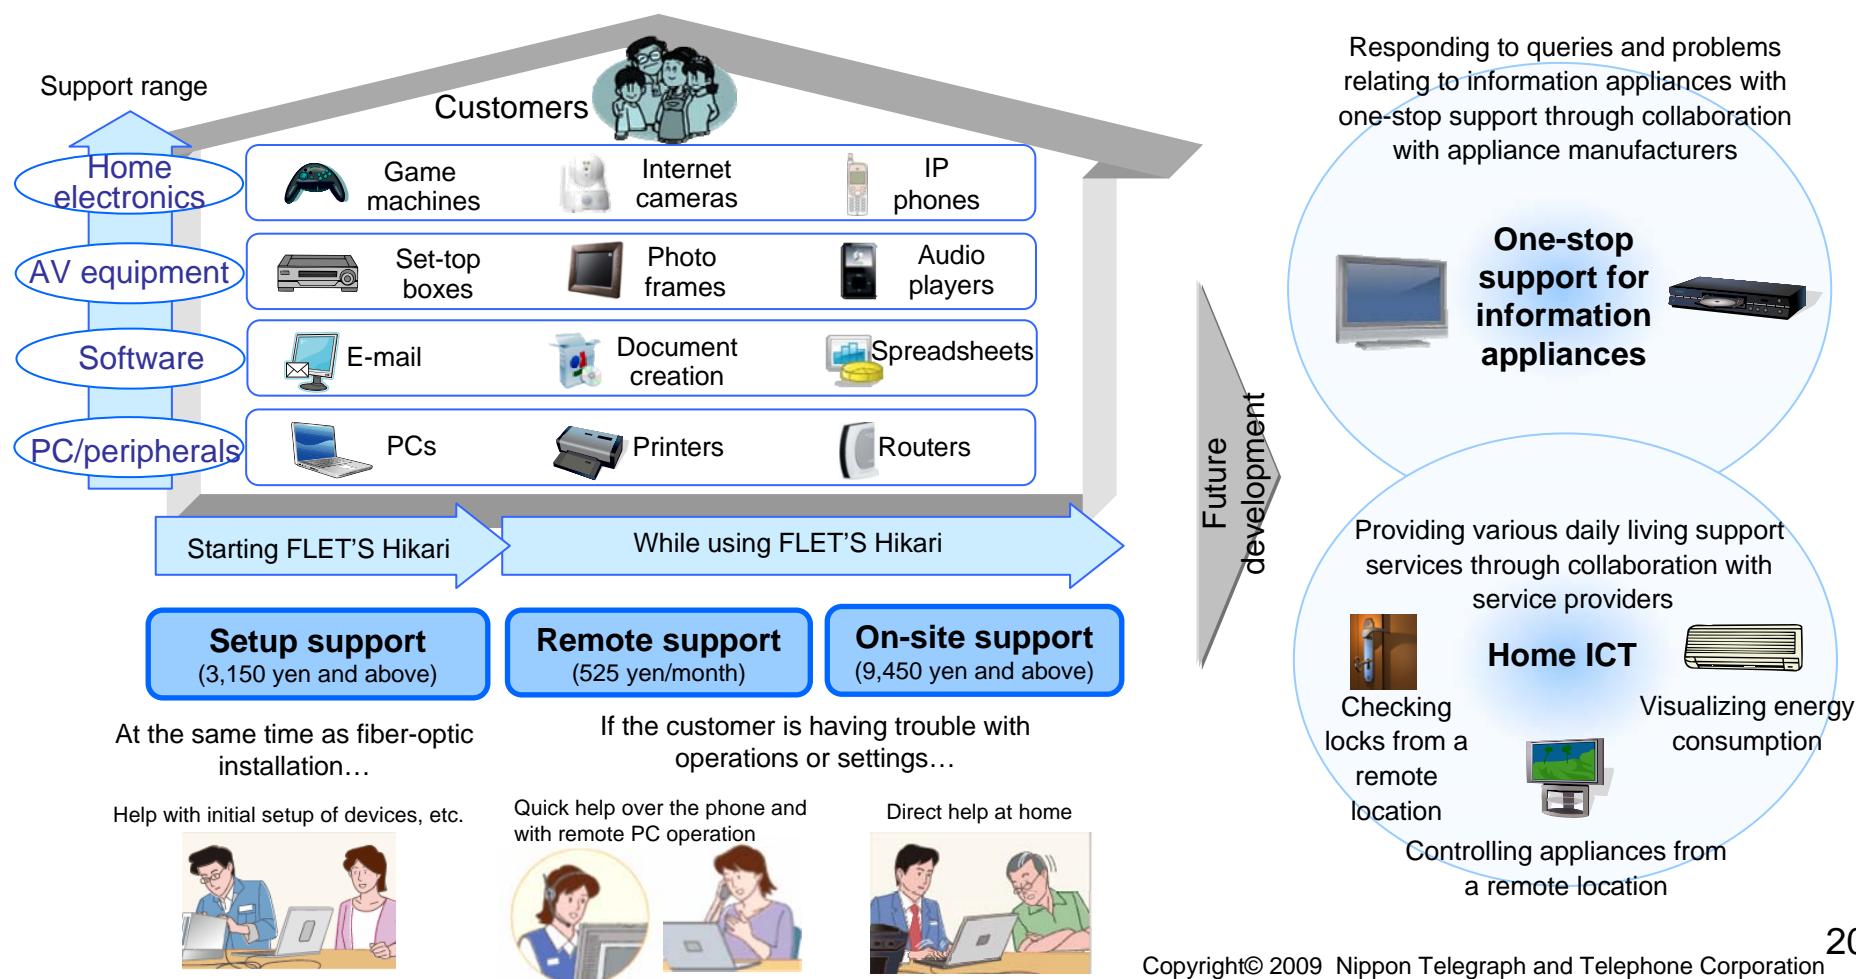 Support range
Customers
Home
electronics
Game
machines
Internet
cameras
IP
phones
AV equipment
Set-top
boxes
Photo
frames
Audio
players
Software
E-mail
Document
creation
Spreadsheets
PC/peripherals
PCs
Printers
Routers
Starting FLET’S Hikari
While using FLET’S Hikari
Setup support
(3,150 yen and above)
Remote support
(525 yen/month)
On-site support
(9,450 yen and above)
At the same time as fiber-optic
installation…
If the customer is having trouble with
operations or settings…
Help with initial setup of devices, etc.
Quick help over the phone and
with remote PC operation
Direct help at home
Future
development
Responding to queries and problems
relating to information appliances with
one-stop support through collaboration
with appliance manufacturers
One-stop
support for
information
appliances
Providing various daily living support
services through collaboration with
service providers
Home ICT
Checking
locks from a
remote
location
Visualizing energy
consumption
Controlling appliances from
a remote location
20
Copyright© 2009 Nippon Telegraph and Telephone Corporation